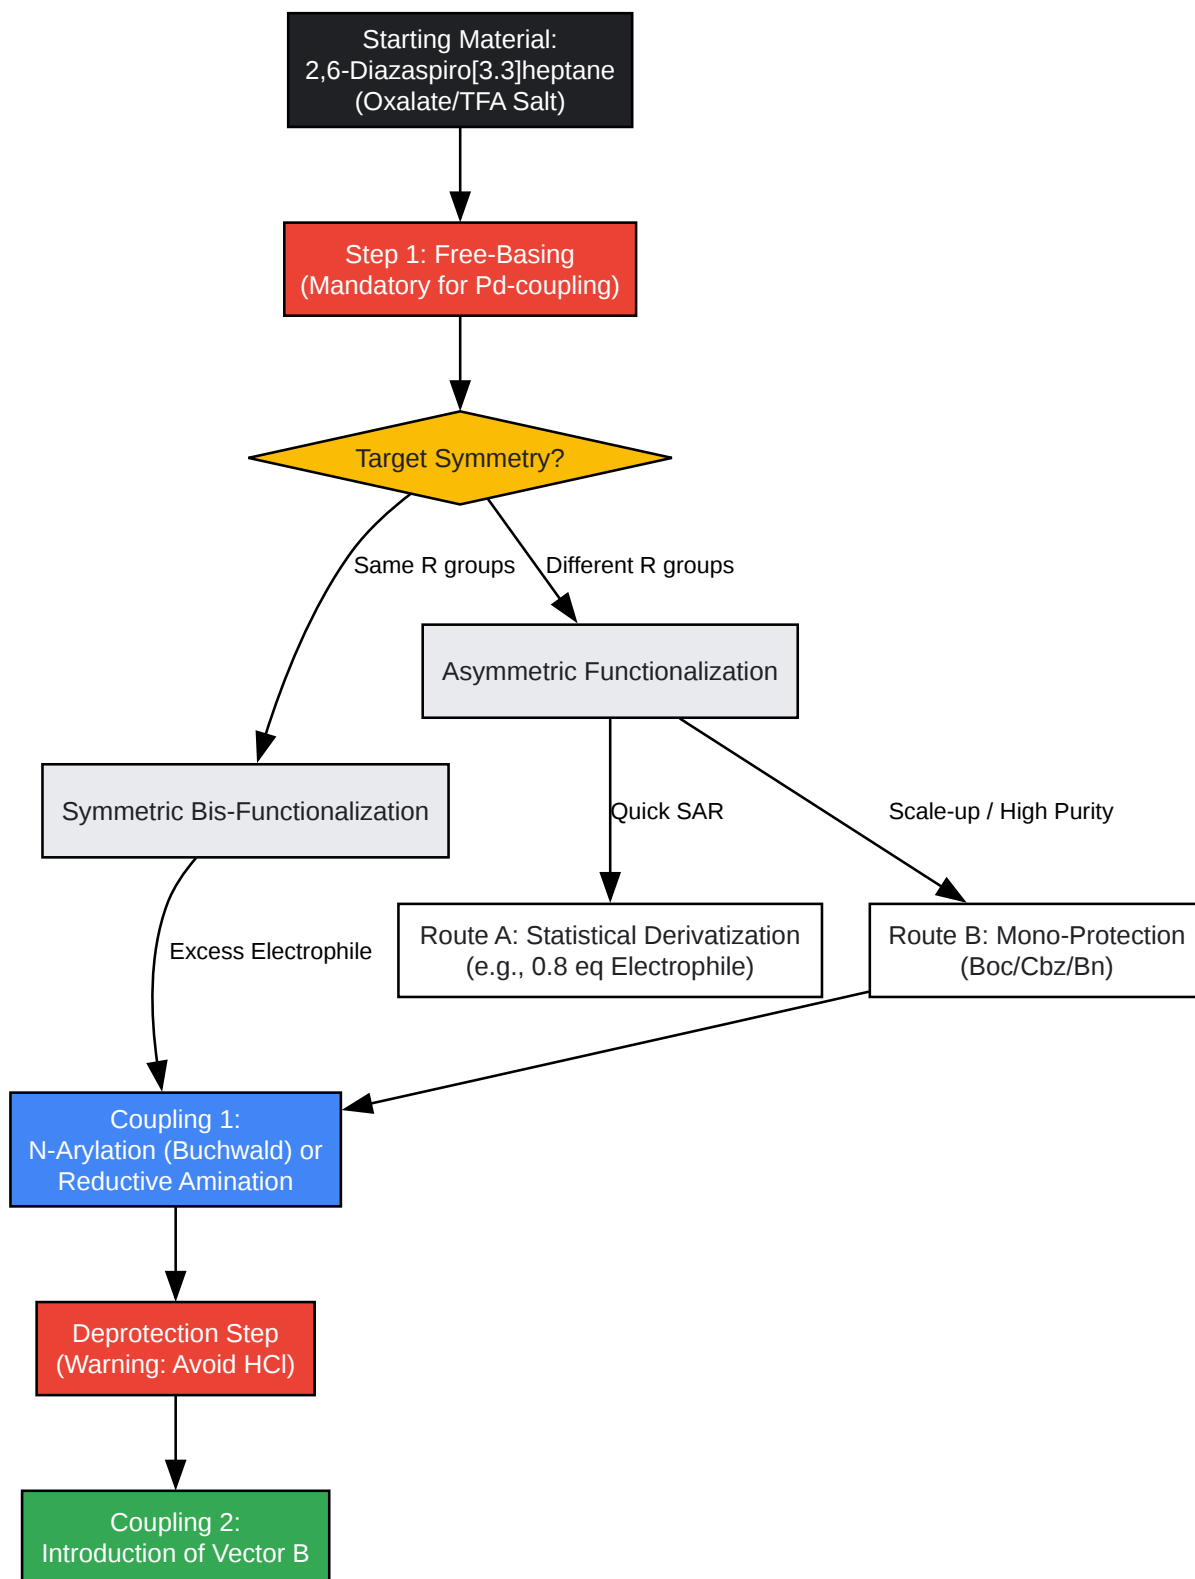 Starting Material:
2,6-Diazaspiro[3.3]heptane
(Oxalate/TFA Salt)
Step 1: Free-Basing
(Mandatory for Pd-coupling)
Target Symmetry?
Same R groups
Different R groups
Asymmetric Functionalization
Symmetric Bis-Functionalization
Quick SAR
Scale-up / High Purity
Excess Electrophile
Route A: Statistical Derivatization
(e.g., 0.8 eq Electrophile)
Route B: Mono-Protection
(Boc/Cbz/Bn)
Coupling 1:
N-Arylation (Buchwald) or
Reductive Amination
Deprotection Step
(Warning: Avoid HCl)
Coupling 2:
Introduction of Vector B